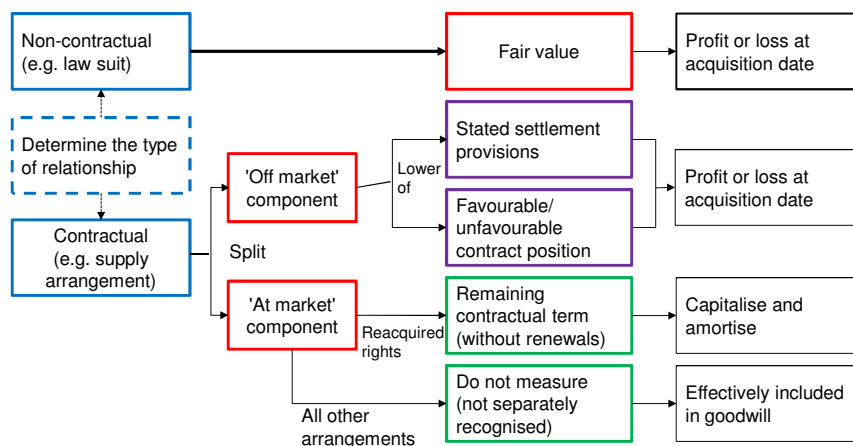 Non-contractual
(e.g. law suit)
Fair value
Profit or loss at
acquisition date
Determine the type
of relationship
Stated settlement
provisions
'Off market'
component
Lower
of
Profit or loss at
acquisition date
Favourable/
unfavourable
contract position
Contractual
(e.g. supply
arrangement)
Split
'At market'
component
Reacquired
rights
Remaining
contractual term
(without renewals)
Capitalise and
amortise
All other
arrangements
Do not measure
(not separately
recognised)
Effectively included
in goodwill